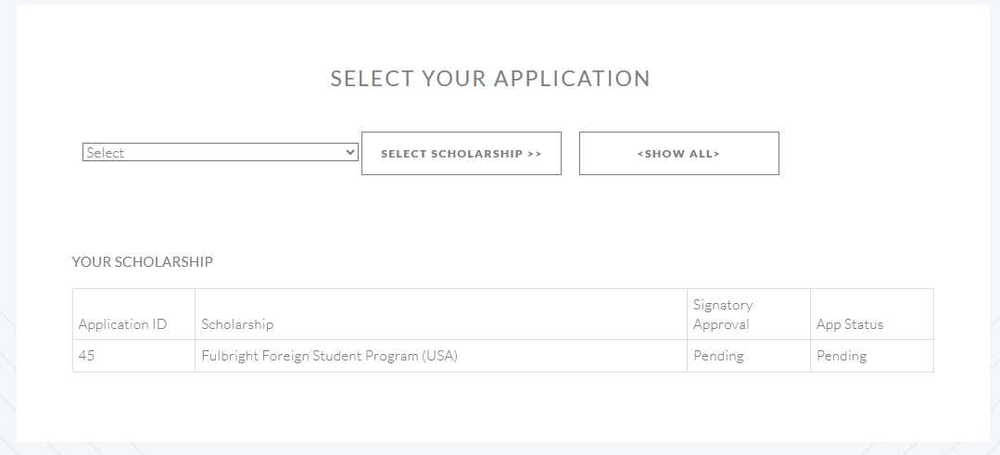 SELECT YOUR APPLICATION
Select
SELECT SCHOLARSHIP >>
<SHOW ALL>
YOUR SCHOLARSHIP
Application ID Scholarship Signatory Approval App Status
45 Fulbright Foreign Student Program (USA) Pending Pending